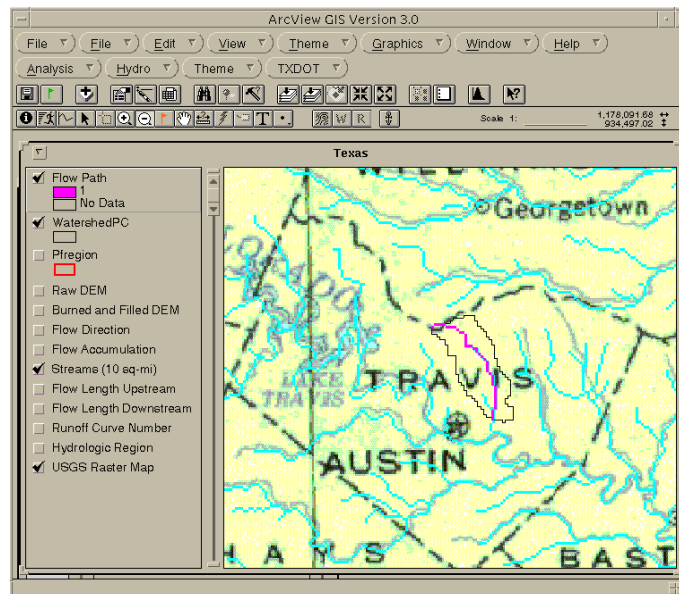 ArcView GIS Version 3.0
File File Edit View Theme Graphics Window Help
Analysis Hydro Theme TXDOT
T W R Scale 1: 1,178,091.68
934,497.02
Texas
Flow Path
1
No Data
WatershedPC
Pfregion
Raw DEM
Burned and Filled DEM
Flow Direction
Flow Accumulation
Streams (10 sq-mi)
Flow Length Upstream
Flow Length Downstream
Runoff Curve Number
Hydrologic Region
USGS Raster Map
Georgetown
LAKE
TRAVIS
TRAVIS
AUSTIN
HAYS
BAST